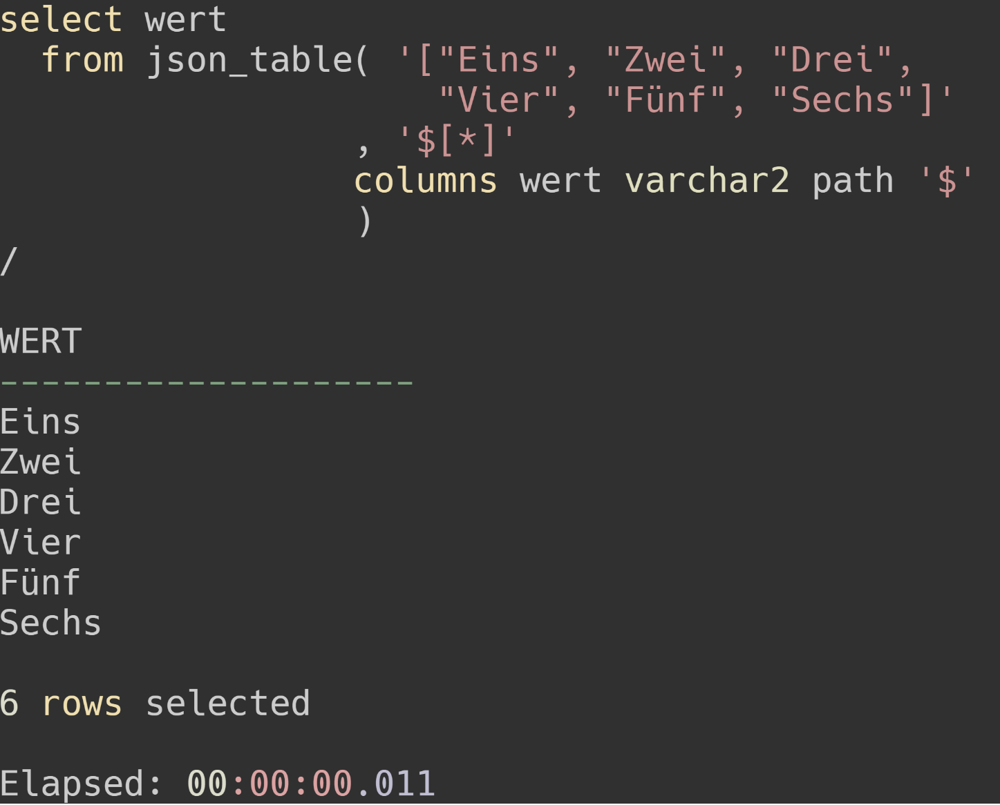 select wert
  from json_table( '["Eins", "Zwei", "Drei",
                     "Vier", "Fünf", "Sechs"]'
                 , '$[*]'
                 columns wert varchar2 path '$'
                 )
/

WERT
--------------------
Eins
Zwei
Drei
Vier
Fünf
Sechs

6 rows selected

Elapsed: 00:00:00.011